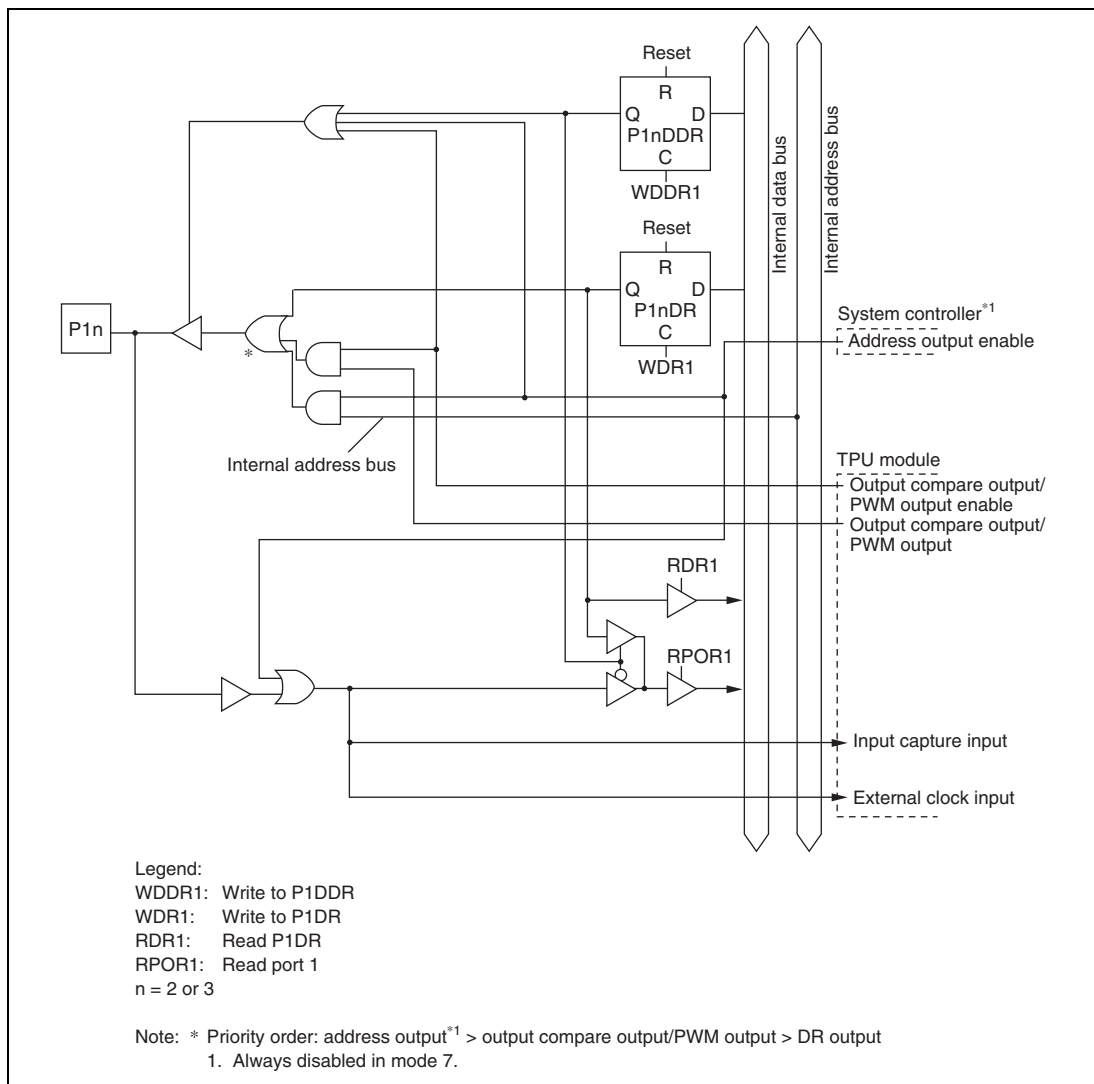 Reset
R
Q D
P1nDDR
C
WDDR1
Reset
R
Q D
P1nDR
C
WDR1
Internal data bus
Internal address bus
P1n
*
System controller*1
Address output enable
Internal address bus
TPU module
Output compare output/
PWM output enable
Output compare output/
PWM output
RDR1
RPOR1
Input capture input
External clock input
Legend:
WDDR1: Write to P1DDR
WDR1: Write to P1DR
RDR1: Read P1DR
RPOR1: Read port 1
n = 2 or 3
Note: * Priority order: address output*1 > output compare output/PWM output > DR output
1. Always disabled in mode 7.